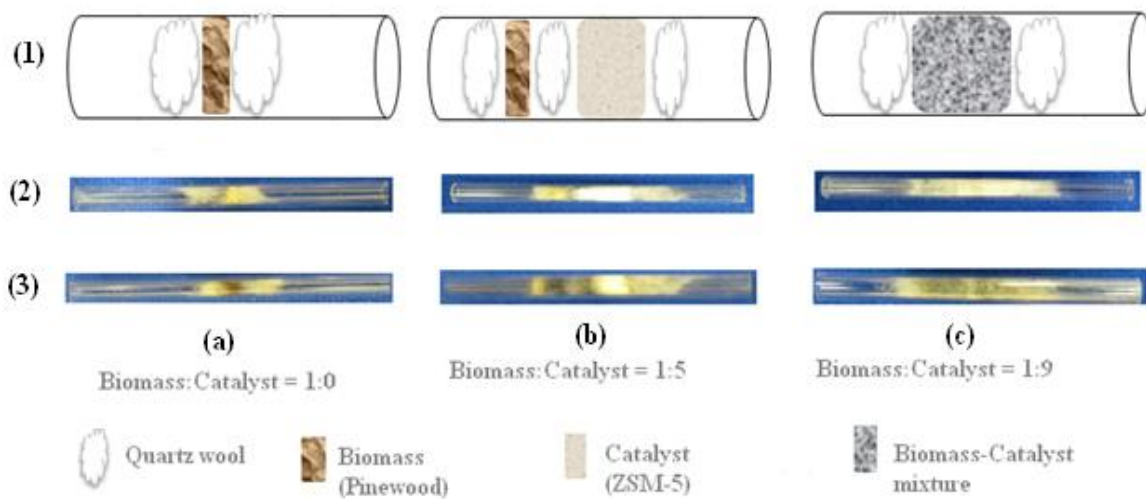 (1)
(2)
(3)
(a)
(b)
(c)
Biomass:Catalyst = 1:0
Biomass:Catalyst = 1:5
Biomass:Catalyst = 1:9
Quartz wool
Biomass
(Pinewood)
Catalyst
(ZSM-5)
Biomass-Catalyst
mixture